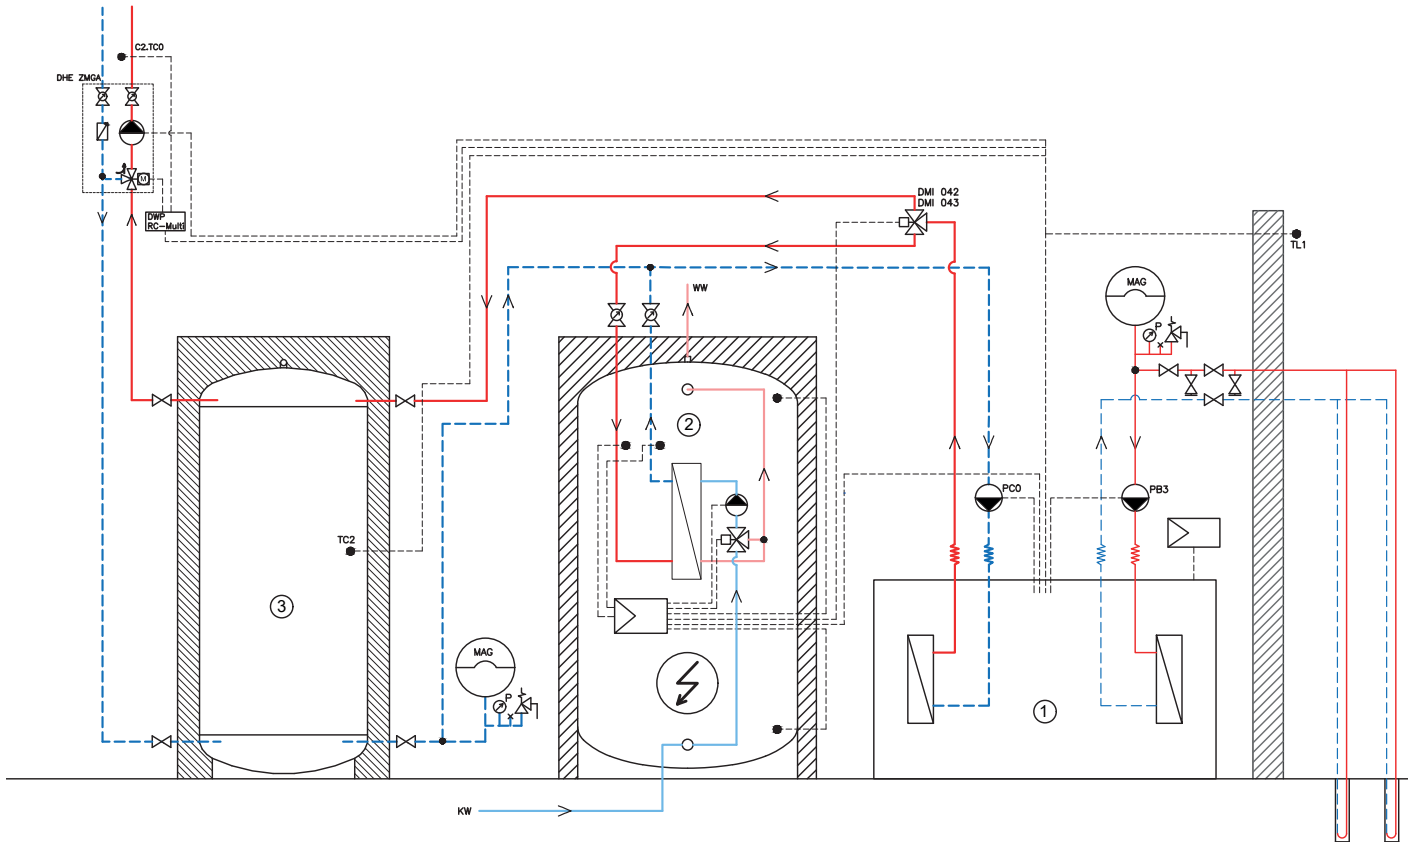 C2.TC0
DHE ZMGA
M
DWP
RC-Multi
DMI 042
DMI 043
TL1
MAG
P
WW
2
PC0
PB3
TC2
3
MAG
P
1
KW